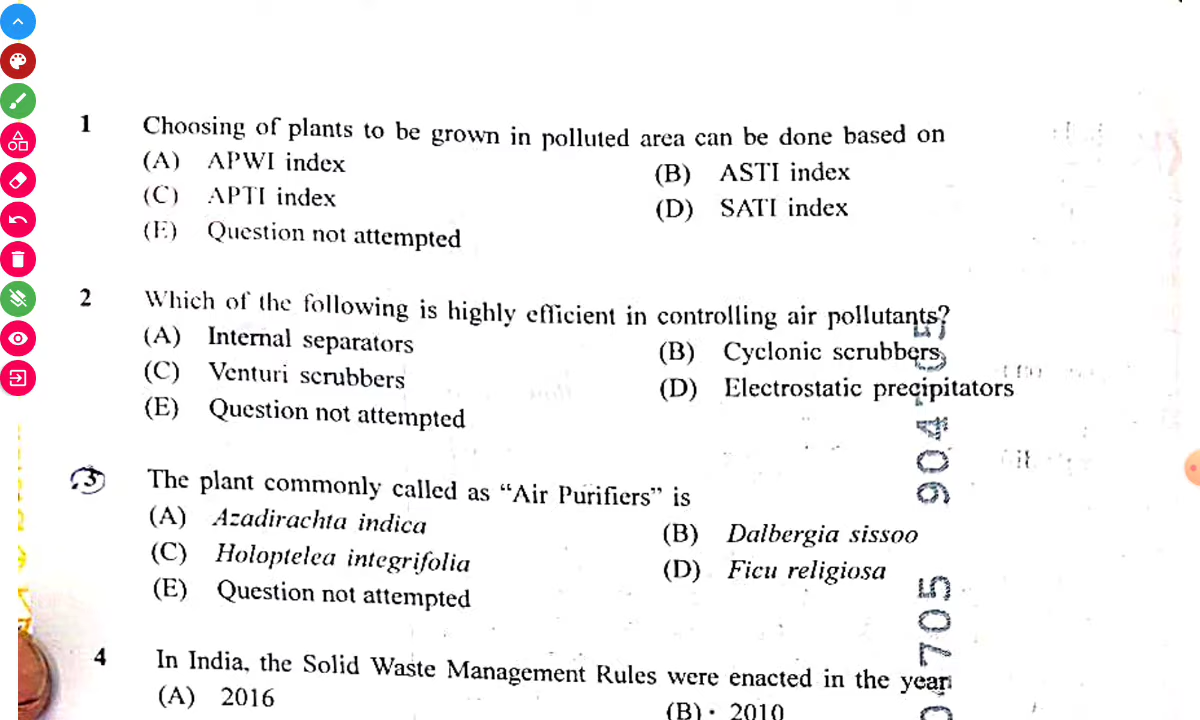 1 Choosing of plants to be grown in polluted area can be done based on
(A) APWI index (B) ASTI index
(C) APTI index (D) SATI index
(E) Question not attempted
2 Which of the following is highly efficient in controlling air pollutants?
(A) Internal separators (B) Cyclonic scrubbers
(C) Venturi scrubbers (D) Electrostatic precipitators
(E) Question not attempted
3 The plant commonly called as “Air Purifiers” is
(A) Azadirachta indica (B) Dalbergia sissoo
(C) Holoptelea integrifolia (D) Ficu religiosa
(E) Question not attempted
4 In India, the Solid Waste Management Rules were enacted in the year
(A) 2016 (B) 2010